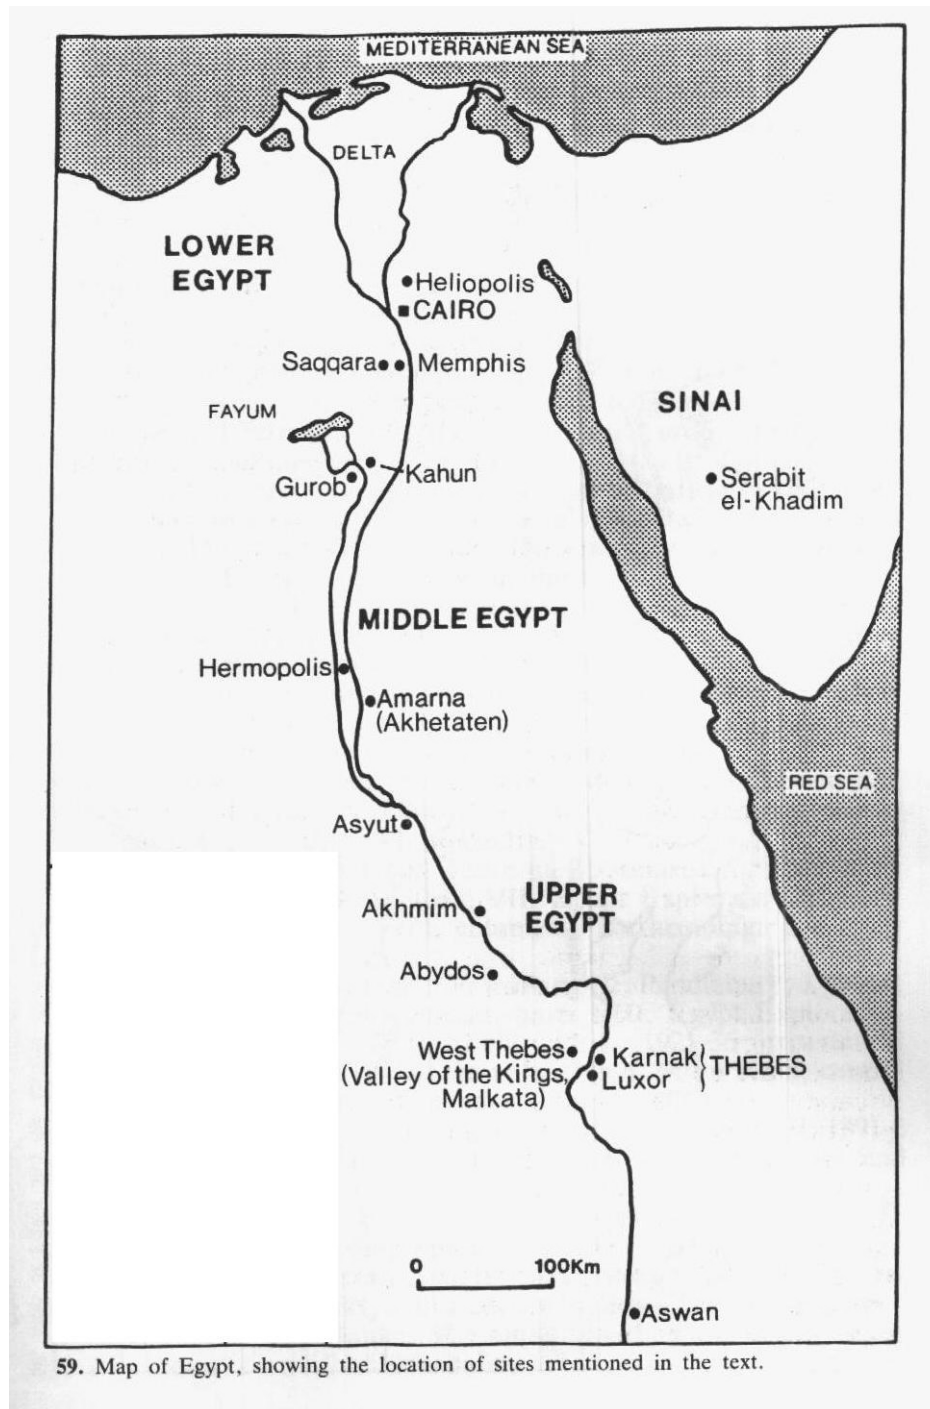 MEDITERRANEAN SEA
DELTA
LOWER
EGYPT
Heliopolis
CAIRO
Saqqara
Memphis
SINAI
FAYUM
Kahun
Gurob
Serabit
el-Khadim
MIDDLE EGYPT
Hermopolis
Amarna
(Akhetaten)
RED SEA
Asyut
UPPER
EGYPT
Akhmim
Abydos
West Thebes
(Valley of the Kings,
Malkata)
Karnak
Luxor
THEBES
0 100Km
Aswan
59. Map of Egypt, showing the location of sites mentioned in the text.